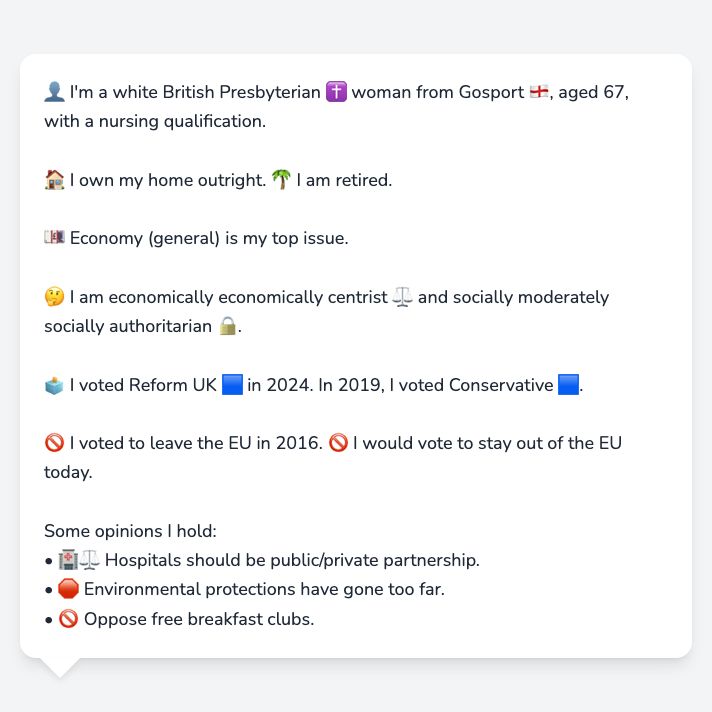 👤 I'm a white British Presbyterian ✝️ woman from Gosport 🏴󠁧󠁢󠁥󠁮󠁧󠁿, aged 67,
with a nursing qualification.
🏠 I own my home outright. 🌴 I am retired.
💷 Economy (general) is my top issue.
🤔 I am economically economically centrist ⚖️ and socially moderately
socially authoritarian 🔒.
🗳️ I voted Reform UK 🟦 in 2024. In 2019, I voted Conservative 🟦.
🚫 I voted to leave the EU in 2016. 🚫 I would vote to stay out of the EU
today.
Some opinions I hold:
• 🏥⚖️ Hospitals should be public/private partnership.
• 🛑 Environmental protections have gone too far.
• 🚫 Oppose free breakfast clubs.